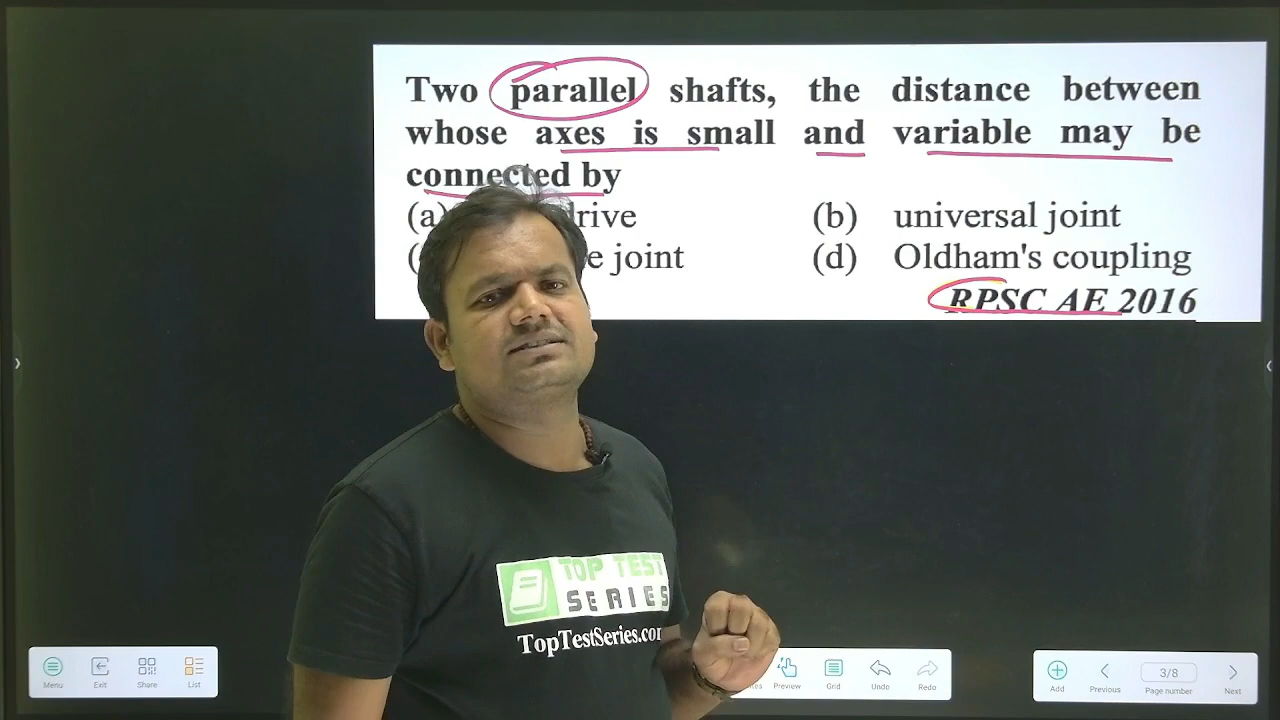 Two parallel shafts, the distance between
whose axes is small and variable may be
connected by
(a) drive (b) universal joint
joint (d) Oldham's coupling
RPSC AE 2016
TOP TEST
SERIES
TopTestSeries.com
Menu Exit Share List
Preview Grid Undo Redo
Add Previous 3/8 Page number Next